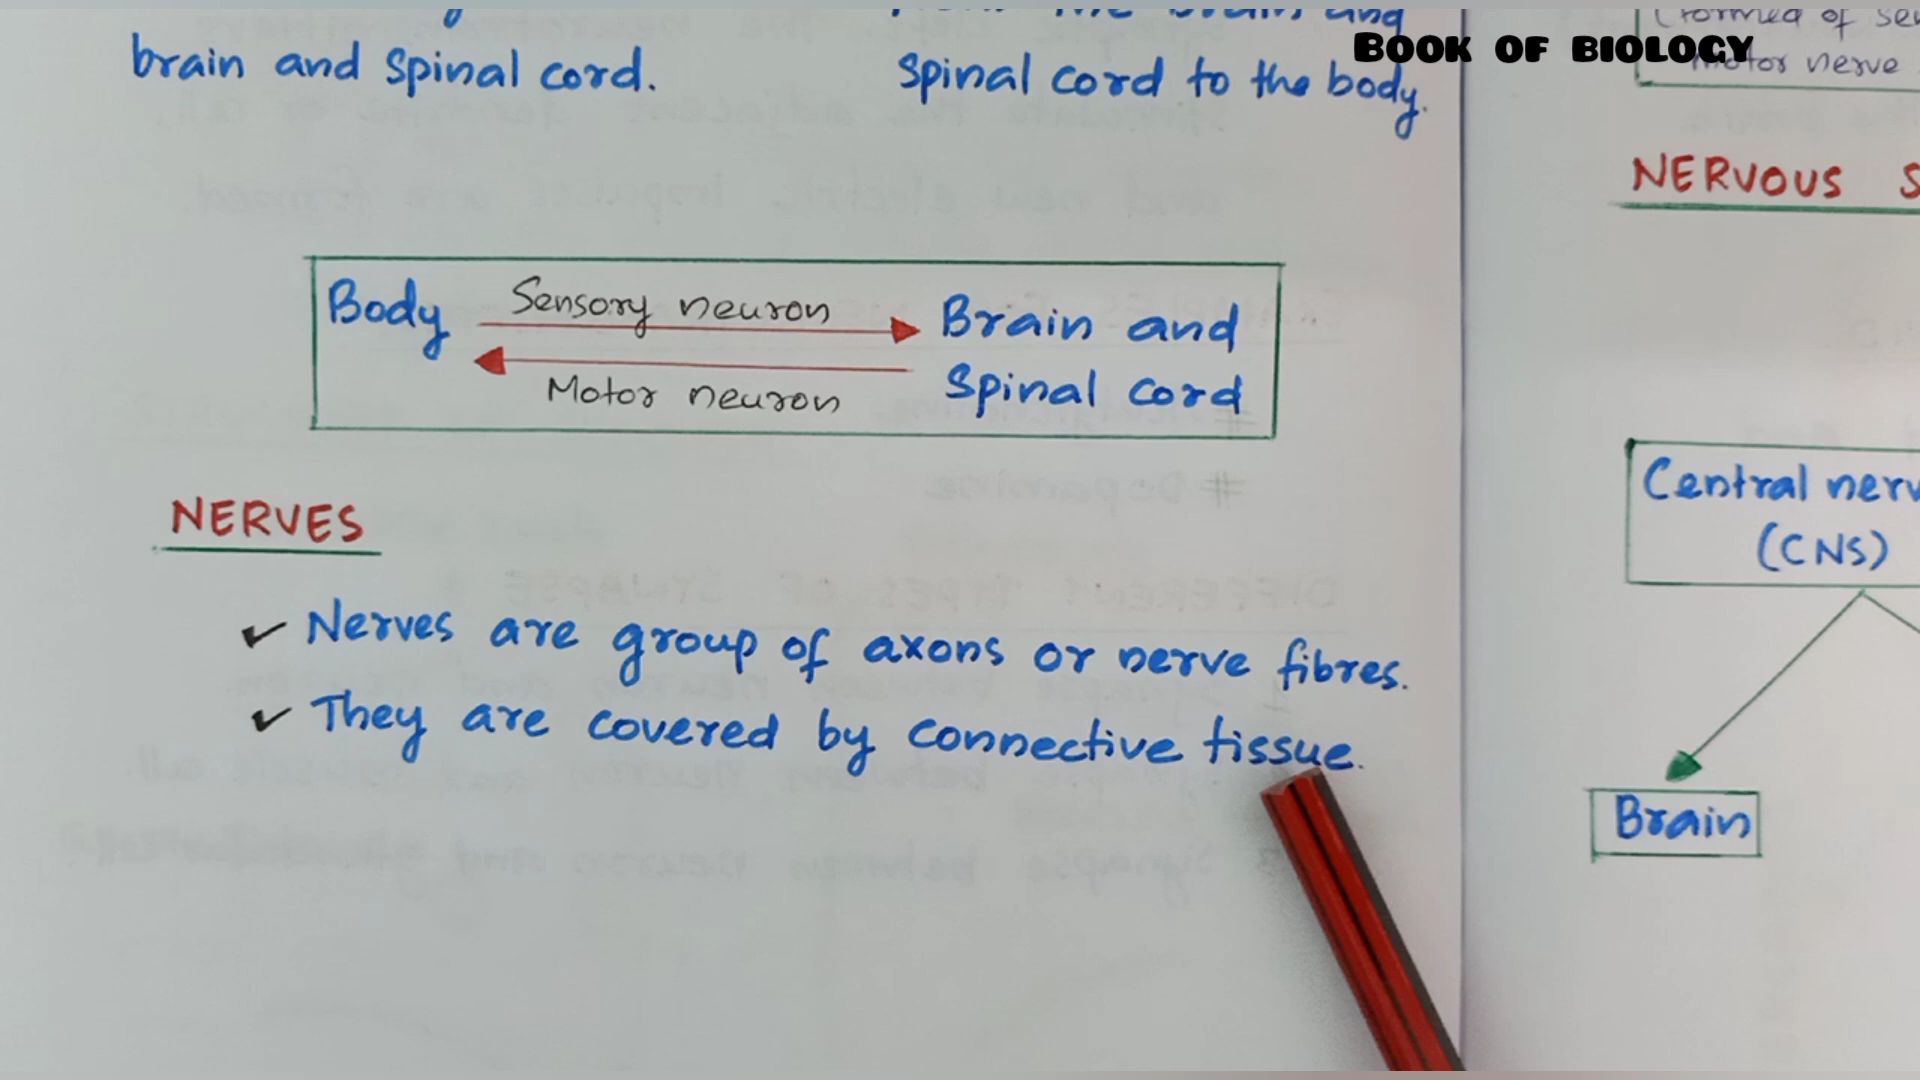 brain and Spinal cord.
Spinal cord to the body.
Body Sensory neuron Brain and
Motor neuron Spinal cord
NERVES
✓ Nerves are group of axons or nerve fibres.
✓ They are covered by connective tissue.
BOOK OF BIOLOGY
motor nerve
NERVOUS
Central
(CNS)
Brain